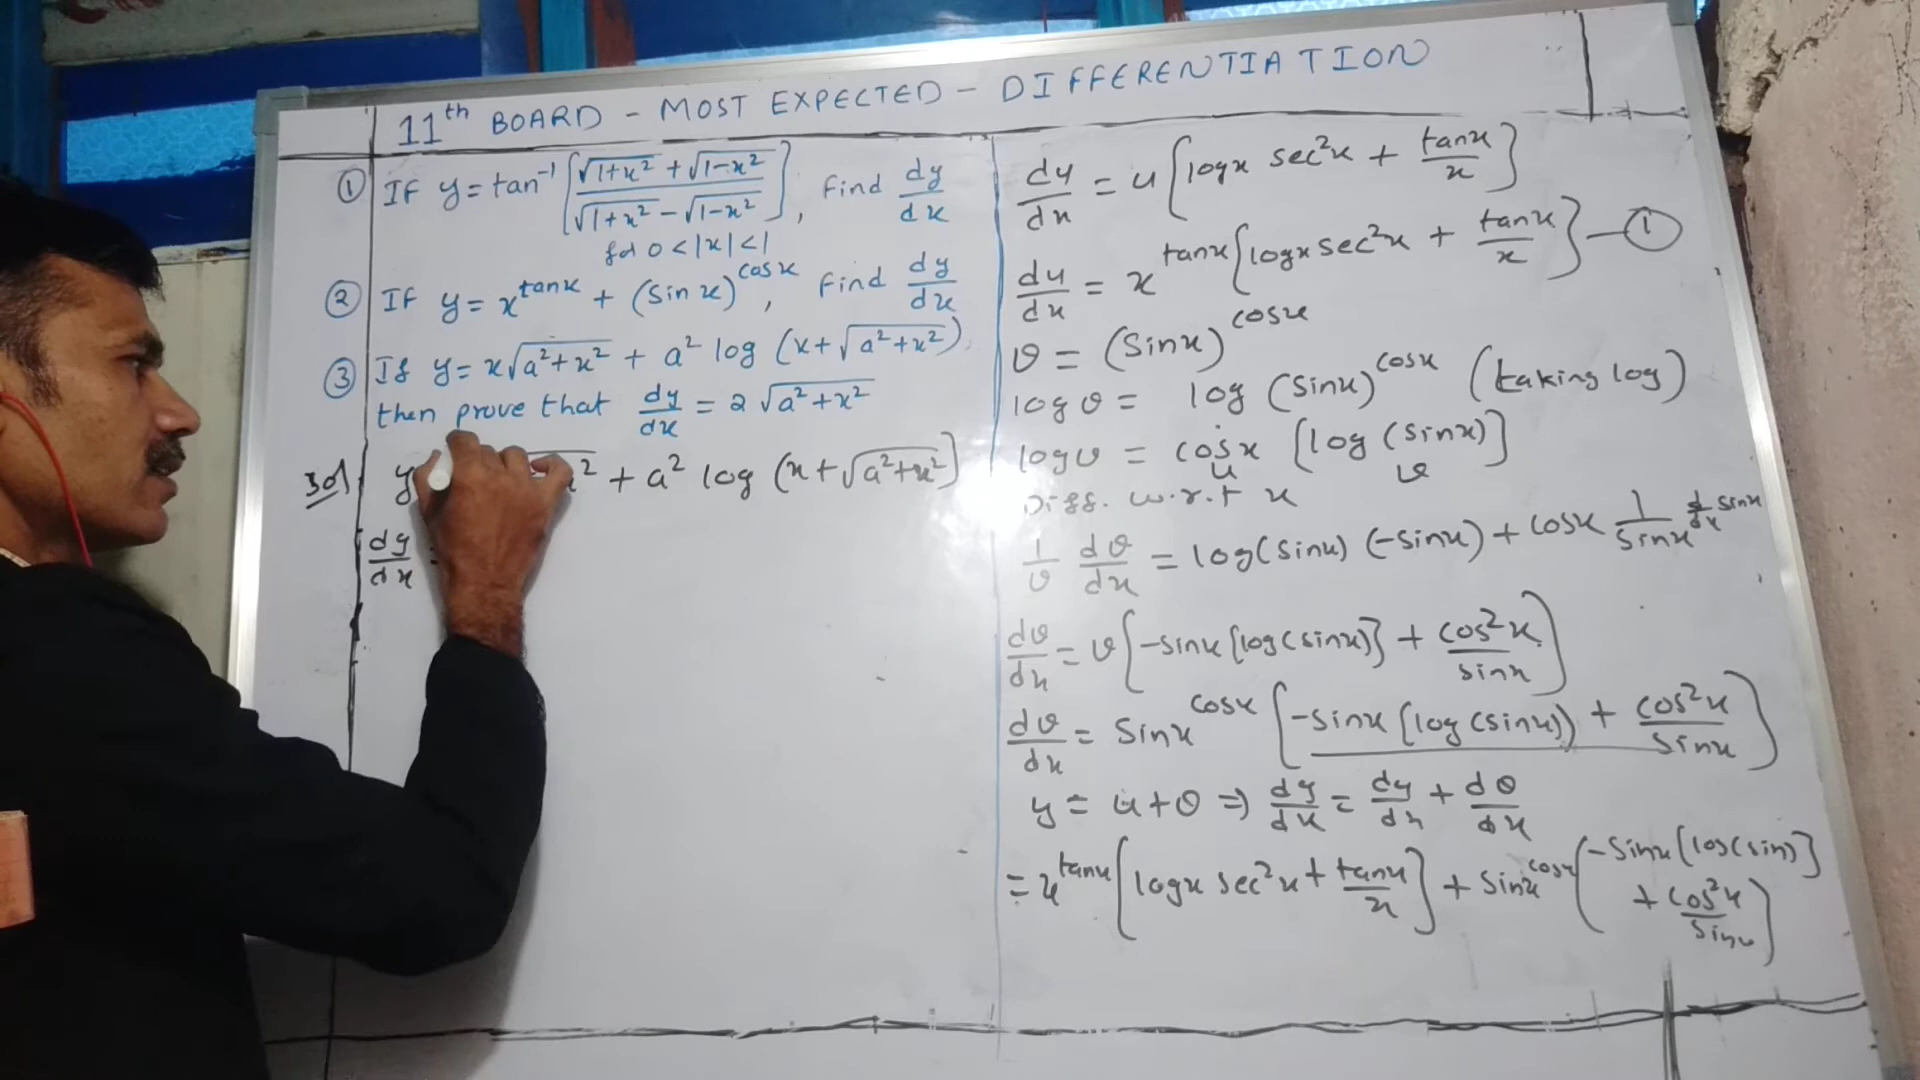 11th BOARD - MOST EXPECTED - DIFFERENTIATION
① If y = tan⁻¹ [ (√(1+x²) + √(1-x²)) / (√(1+x²) - √(1-x²)) ], Find dy/dx
for 0 < |x| < 1
② If y = x^(tanx) + (Sinx)^(cosx), Find dy/dx
③ If y = x√(a²+x²) + a² log (x+√(a²+x²)).
then prove that dy/dx = 2 √(a²+x²)
Sol y x² + a² log (x+√(a²+x²))
dy/dx =
du/dx = u [logx sec²x + tanx/x]
du/dx = x^(tanx) [logx sec²x + tanx/x] — ①
v = (Sinx)^(cosx)
log v = log (Sinx)^(cosx) (taking log)
log v = cosx [log (Sinx)]
u v
Diff. w.r.t x
1/v dv/dx = log(sinx) (-sinx) + cosx 1/sinx d/dx sinx
dv/dx = v [-sinx [log(sinx)] + cos²x/sinx]
dv/dx = Sinx^(cosx) [-sinx [log(sinx)] + cos²x/sinx]
y = u+v ⇒ dy/dx = dy/dx + dv/dx
= x^(tanx) [logx sec²x + tanx/x] + Sinx^(cosx) [-Sinx [log(sin)]
+ cos²x/sinx]